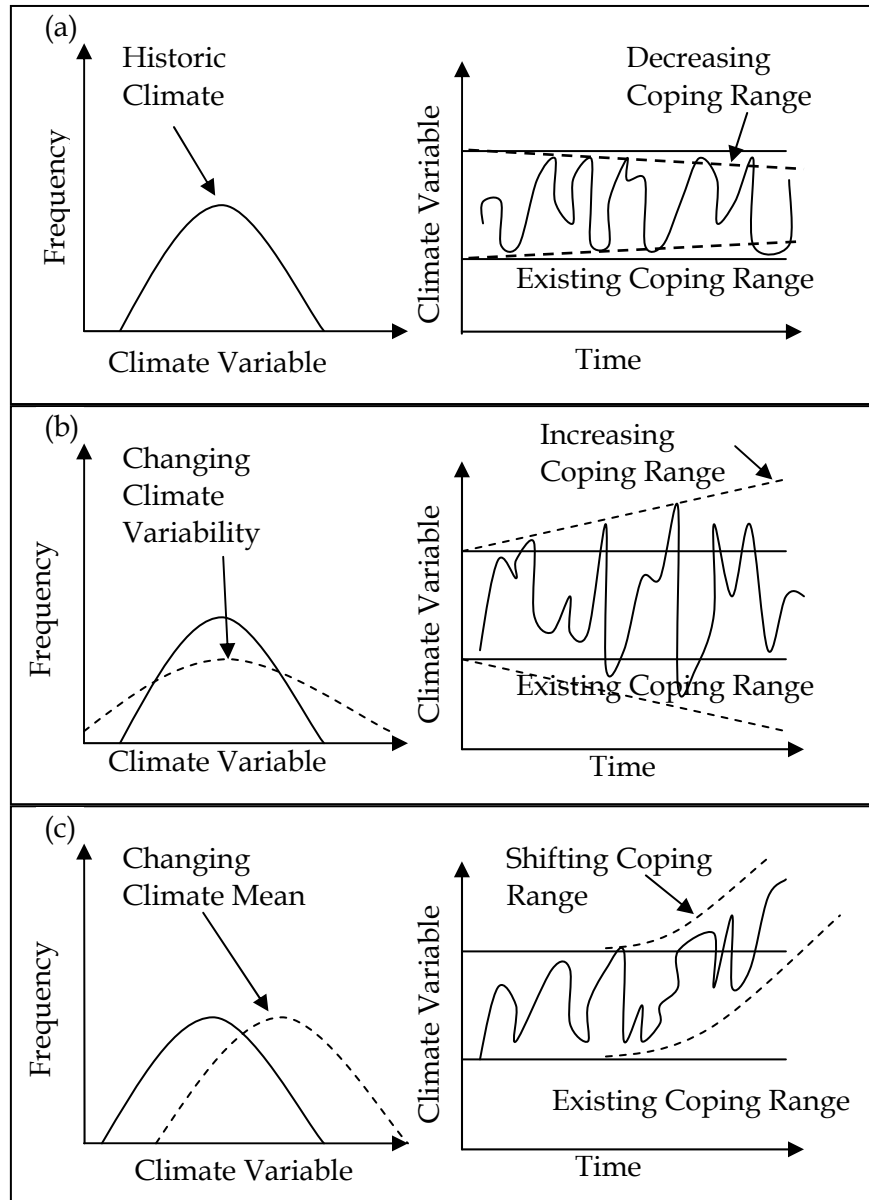 (a)
Historic
Climate
Frequency
Climate Variable
Decreasing
Coping Range
Climate Variable
Existing Coping Range
Time
(b)
Changing
Climate
Variability
Frequency
Climate Variable
Increasing
Coping Range
Climate Variable
Existing Coping Range
Time
(c)
Changing
Climate Mean
Frequency
Climate Variable
Shifting Coping
Range
Climate Variable
Existing Coping Range
Time